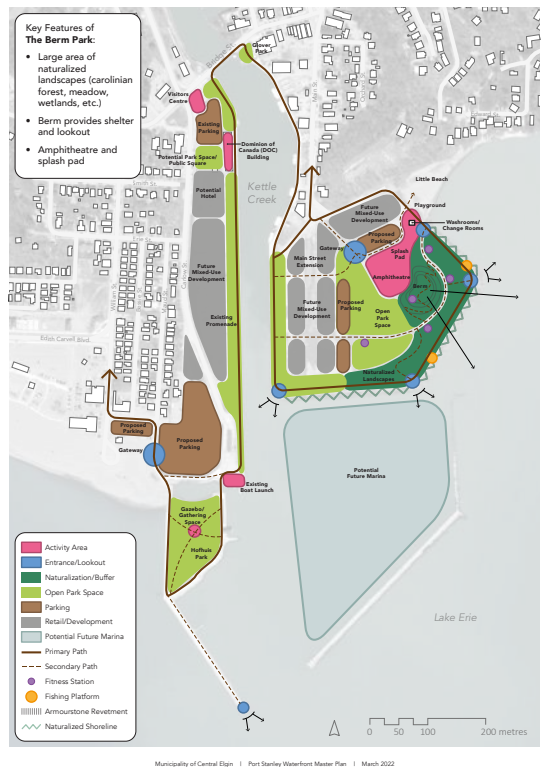 Key Features of
The Berm Park:
• Large area of
naturalized
landscapes (carolinian
forest, meadow,
wetlands, etc.)
• Berm provides shelter
and lookout
• Amphitheatre and
splash pad
Glover
Park
Bridge St
Visitors
Centre
Existing
Parking
Dominion of
Canada (DOC)
Building
Potential Park Space/
Public Square
Main St
Smith St
Potential
Hotel
Kettle
Creek
Little Beach
Playground
Washrooms/
Change Rooms
Future
Mixed-Use
Development
Proposed
Parking
Gateway
Splash
Pad
Main Street
Extension
Amphitheatre
Berm
Future
Mixed-Use
Development
Existing
Promenade
Future
Mixed-Use
Development
Proposed
Parking
Open
Park
Space
Edith Cavell Blvd.
Naturalized
Landscapes
Proposed
Parking
Gateway
Proposed
Parking
Existing
Boat Launch
Potential
Future Marina
Gazebo/
Gathering
Space
Hofhuis
Park
Activity Area
Entrance/Lookout
Naturalization/Buffer
Open Park Space
Parking
Retail/Development
Potential Future Marina
Primary Path
Secondary Path
Fitness Station
Fishing Platform
Armourstone Revetment
Naturalized Shoreline
Lake Erie
0 50 100 200 metres
Municipality of Central Elgin | Port Stanley Waterfront Master Plan | March 2022